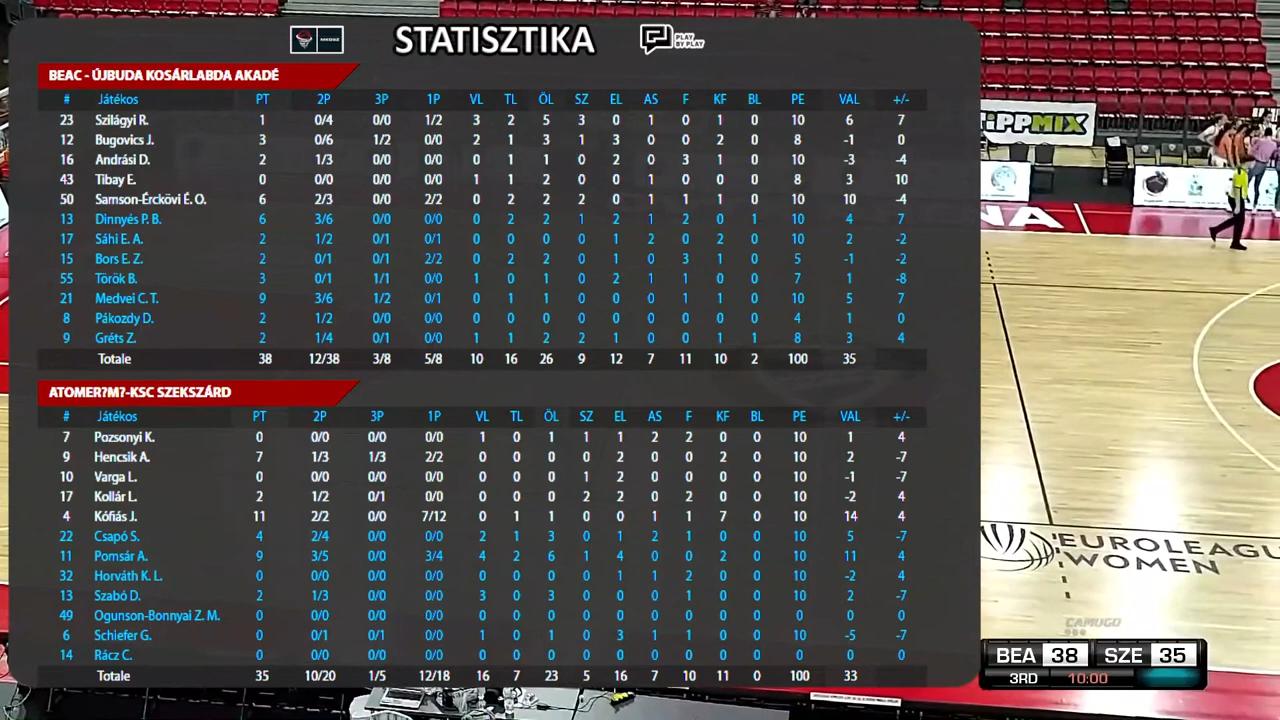 MKOSZ STATISZTIKA PLAY BY PLAY
BEAC - ÚJBUDA KOSÁRLABDA AKADÉ
# Játékos PT 2P 3P 1P VL TL ÖL SZ EL AS F KF BL PE VAL +/-
23 Szilágyi R. 1 0/4 0/0 1/2 3 2 5 3 0 1 0 1 0 10 6 7
12 Bugovics J. 3 0/6 1/2 0/0 2 1 3 1 3 0 0 2 0 8 -1 0
16 Andrási D. 2 1/3 0/0 0/0 0 1 1 0 2 0 3 1 0 10 -3 -4
43 Tibay E. 0 0/0 0/0 0/0 1 1 2 0 0 1 0 0 0 8 3 10
50 Samson-Érckövi É. O. 6 2/3 0/0 2/2 0 2 2 2 0 1 1 1 0 10 10 -4
13 Dinnyés P. B. 6 3/6 0/0 0/0 0 2 2 1 2 1 2 0 1 10 4 7
17 Sáhi E. A. 2 1/2 0/1 0/1 0 0 0 0 1 2 0 2 0 10 2 -2
15 Bors E. Z. 2 0/1 0/1 2/2 0 2 2 0 1 0 3 1 0 5 -1 -2
55 Török B. 3 0/1 1/1 0/0 1 0 1 0 2 1 1 0 0 7 1 -8
21 Medvei C. T. 9 3/6 1/2 0/1 0 1 1 0 0 0 1 1 0 10 5 7
8 Pákozdy D. 2 1/2 0/0 0/0 0 0 0 0 0 0 0 0 0 4 1 0
9 Gréts Z. 2 1/4 0/1 0/0 1 1 2 2 1 0 0 1 1 8 3 4
Totale 38 12/38 3/8 5/8 10 16 26 9 12 7 11 10 2 100 35
ATOMER?M?-KSC SZEKSZÁRD
# Játékos PT 2P 3P 1P VL TL ÖL SZ EL AS F KF BL PE VAL +/-
7 Pozsonyi K. 0 0/0 0/0 0/0 1 0 1 1 1 2 2 0 0 10 1 4
9 Hencsik A. 7 1/3 1/3 2/2 0 0 0 0 2 0 0 2 0 10 2 -7
10 Varga L. 0 0/0 0/0 0/0 0 0 0 1 2 0 0 0 0 10 -1 -7
17 Kollár L. 2 1/2 0/1 0/0 0 0 0 2 2 0 2 0 0 10 -2 4
4 Kófiás J. 11 2/2 0/0 7/12 0 1 1 0 0 1 1 7 0 10 14 4
22 Csapó S. 4 2/4 0/0 0/0 2 1 3 0 1 2 1 0 0 10 5 -7
11 Pomsár A. 9 3/5 0/0 3/4 4 2 6 1 4 0 0 2 0 10 11 4
32 Horváth K. L. 0 0/0 0/0 0/0 0 0 0 0 1 1 2 0 0 10 -2 4
13 Szabó D. 2 1/3 0/0 0/0 3 0 3 0 0 0 1 0 0 10 2 -7
49 Ogunson-Bonnyai Z. M. 0 0/0 0/0 0/0 0 0 0 0 0 0 0 0 0 0 0 0
6 Schiefer G. 0 0/1 0/1 0/0 1 0 1 0 3 1 1 0 0 10 -5 -7
14 Rácz C. 0 0/0 0/0 0/0 0 0 0 0 0 0 0 0 0 0 0 0
Totale 35 10/20 1/5 12/18 16 7 23 5 16 7 10 11 0 100 33
TIPPMIX
NA
EUROLEAGU
WOMEN
CAMUGO
BEA 38 SZE 35
3RD 10:00